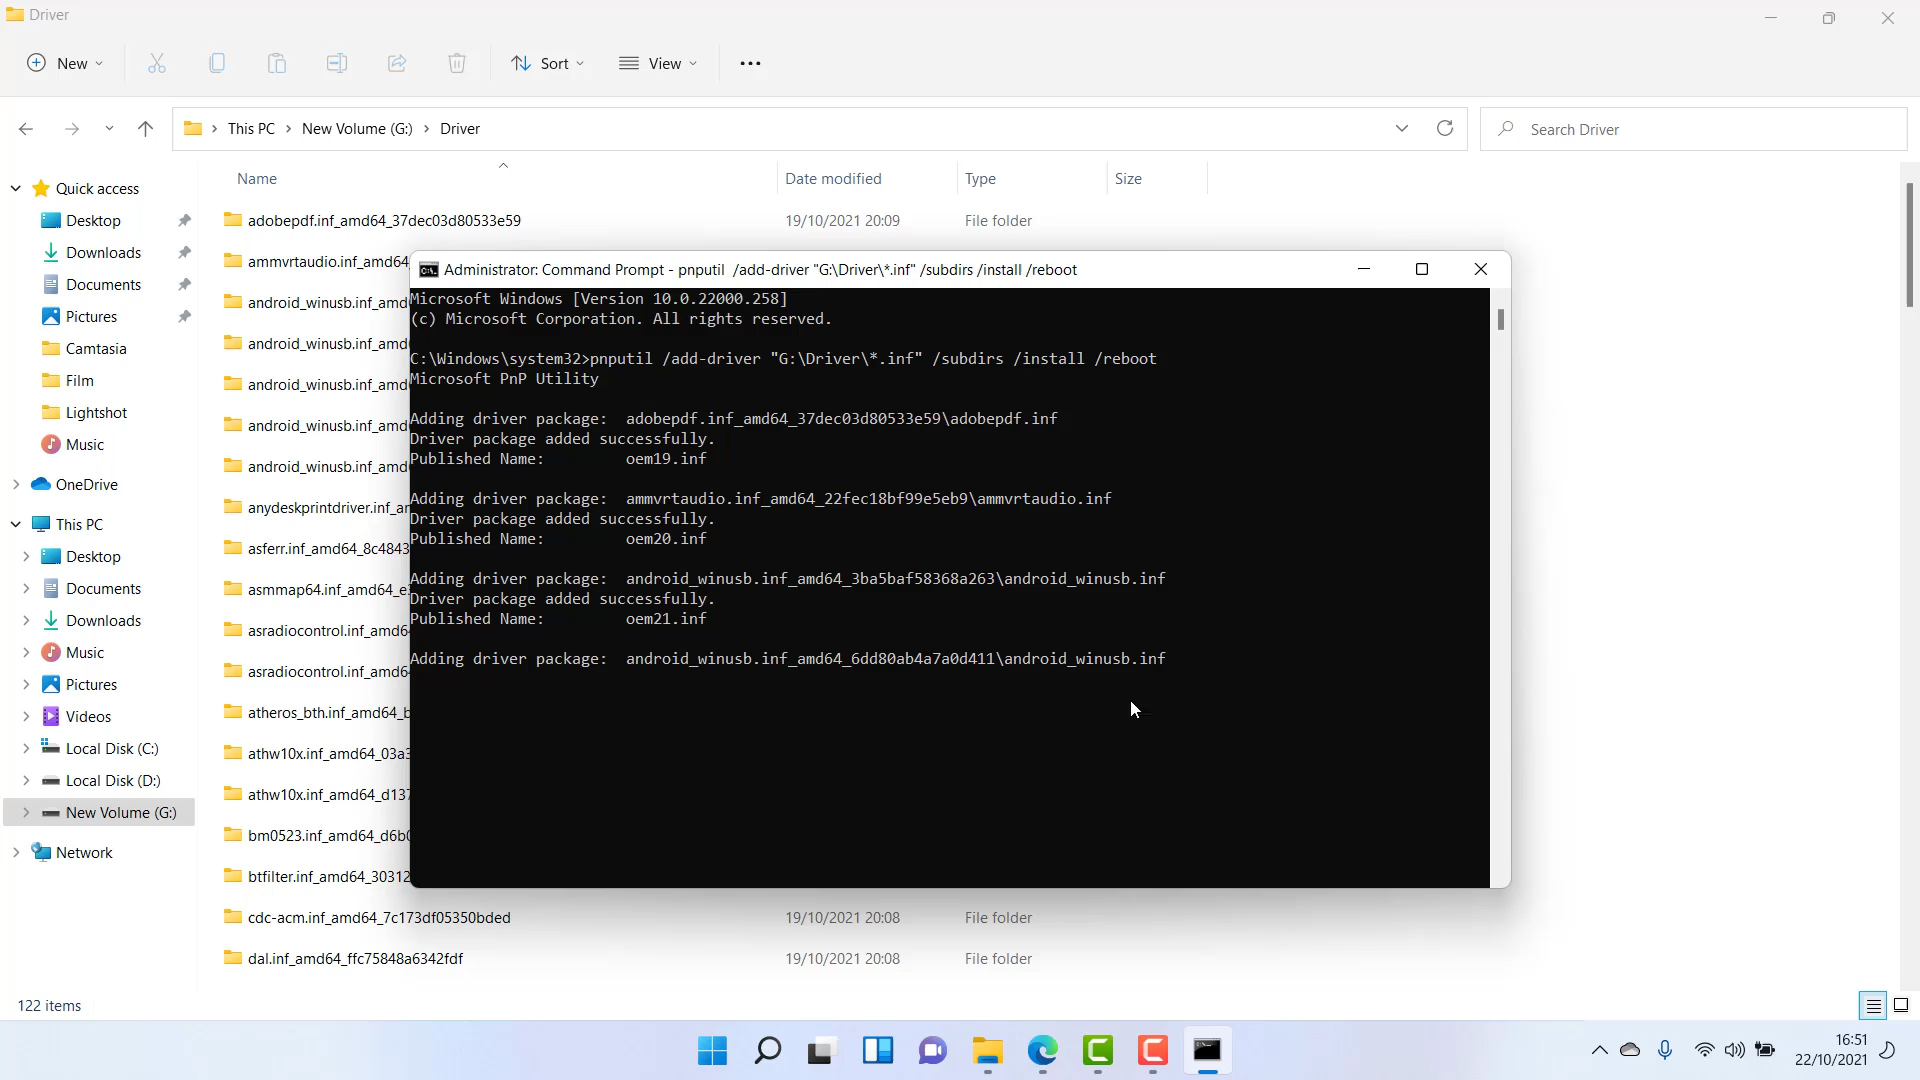 Driver
New
Sort
View
This PC > New Volume (G:) > Driver
Search Driver
Name
Date modified
Type
Size
Quick access
Desktop
Downloads
Documents
Pictures
Camtasia
Film
Lightshot
Music
OneDrive
This PC
Desktop
Documents
Downloads
Music
Pictures
Videos
Local Disk (C:)
Local Disk (D:)
New Volume (G:)
Network
adobepdf.inf_amd64_37dec03d80533e59 19/10/2021 20:09 File folder
ammvrtaudio.inf_amd64_
android_winusb.inf_amd
android_winusb.inf_amd
android_winusb.inf_amd
android_winusb.inf_amd
android_winusb.inf_amd
anydeskprintdriver.inf_a
asferr.inf_amd64_8c4843
asmmap64.inf_amd64_e
asradiocontrol.inf_amd6
asradiocontrol.inf_amd6
atheros_bth.inf_amd64_b
athw10x.inf_amd64_03a3
athw10x.inf_amd64_d137
bm0523.inf_amd64_d6b0
btfilter.inf_amd64_30312
cdc-acm.inf_amd64_7c173df05350bded 19/10/2021 20:08 File folder
dal.inf_amd64_ffc75848a6342fdf 19/10/2021 20:08 File folder
Administrator: Command Prompt - pnputil /add-driver "G:\Driver\*.inf" /subdirs /install /reboot
Microsoft Windows [Version 10.0.22000.258]
(c) Microsoft Corporation. All rights reserved.
C:\Windows\system32>pnputil /add-driver "G:\Driver\*.inf" /subdirs /install /reboot
Microsoft PnP Utility
Adding driver package:  adobepdf.inf_amd64_37dec03d80533e59\adobepdf.inf
Driver package added successfully.
Published Name:         oem19.inf
Adding driver package:  ammvrtaudio.inf_amd64_22fec18bf99e5eb9\ammvrtaudio.inf
Driver package added successfully.
Published Name:         oem20.inf
Adding driver package:  android_winusb.inf_amd64_3ba5baf58368a263\android_winusb.inf
Driver package added successfully.
Published Name:         oem21.inf
Adding driver package:  android_winusb.inf_amd64_6dd80ab4a7a0d411\android_winusb.inf
122 items
16:51
22/10/2021